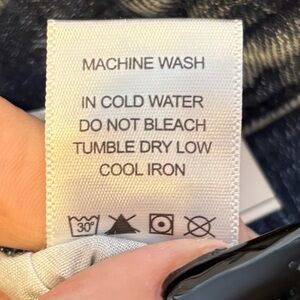 MACHINE WASH
IN COLD WATER
DO NOT BLEACH
TUMBLE DRY LOW
COOL IRON
30°